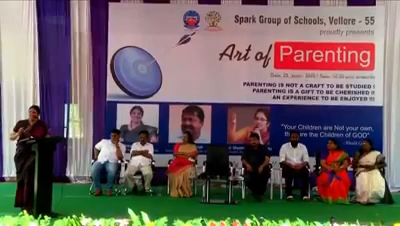 Spark Group of Schools, Vellore - 55
proudly presents
Art of Parenting
PARENTING IS NOT A CRAFT TO BE STUDIED !
PARENTING IS A GIFT TO BE CHERISHED !!
AN EXPERIENCE TO BE ENJOYED !!!
"Your Children are Not your own,
they are the Children of GOD"